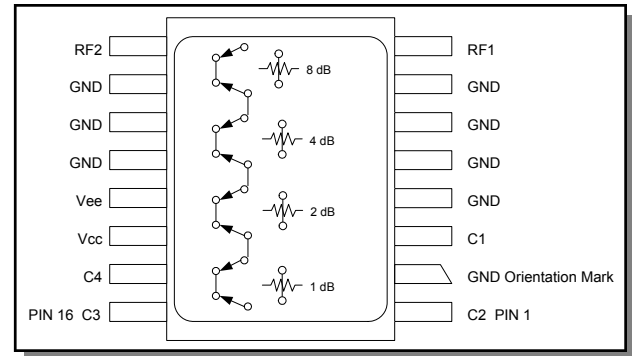 RF2 8 dB RF1
GND GND
GND 4 dB GND
GND GND
Vee 2 dB GND
Vcc C1
C4 1 dB GND Orientation Mark
PIN 16 C3 C2 PIN 1